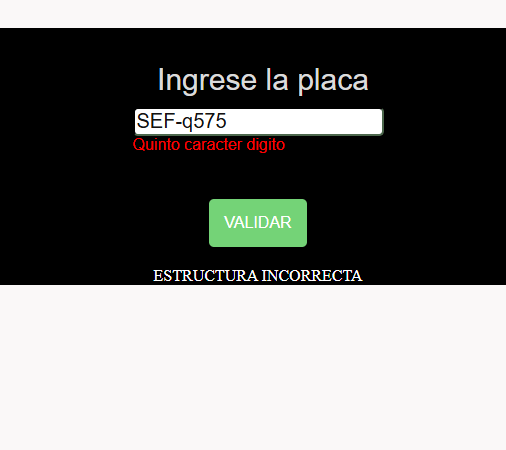 Ingrese la placa
SEF-q575
Quinto caracter digito
VALIDAR
ESTRUCTURA INCORRECTA